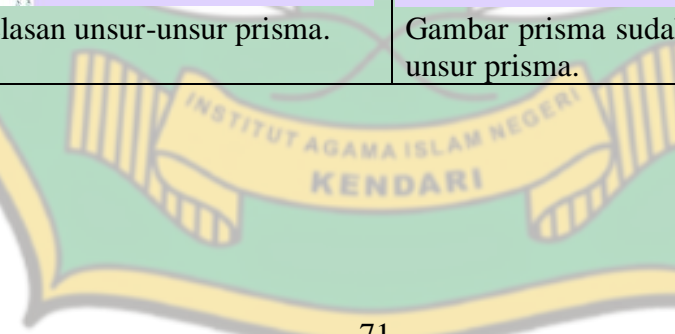 lasan unsur-unsur prisma.
Gambar prisma suda
unsur prisma.
INSTITUT AGAMA ISLAM NEGERI
KENDARI
71